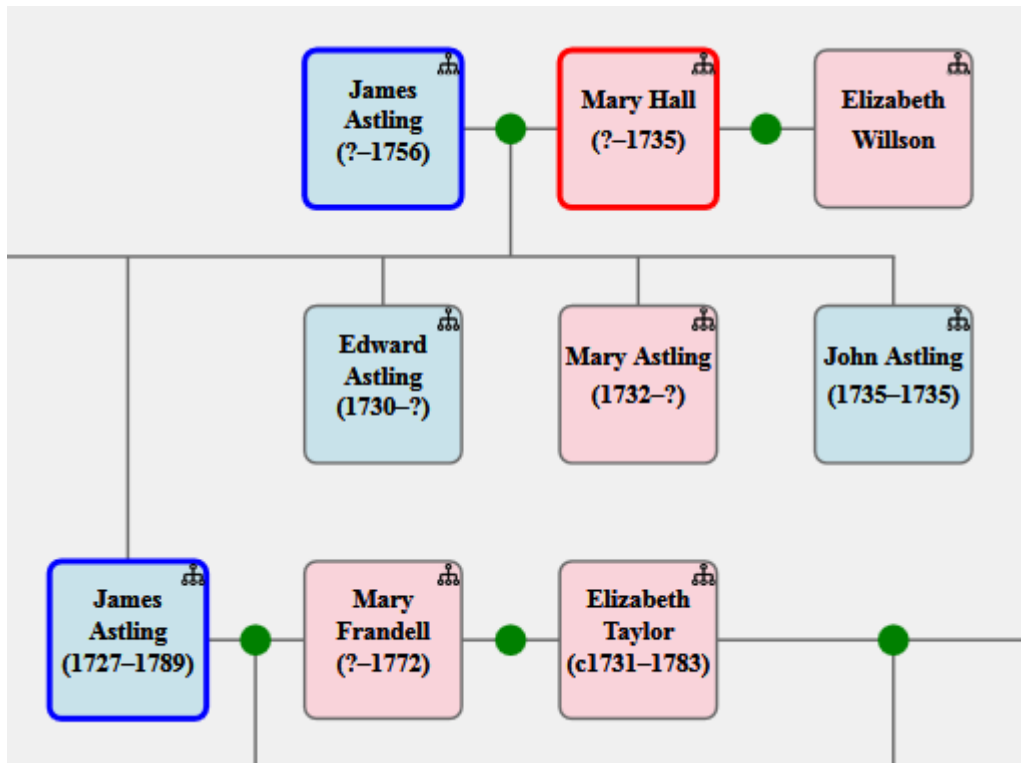 James
Astling
(?–1756)
Mary Hall
(?–1735)
Elizabeth
Willson
Edward
Astling
(1730–?)
Mary Astling
(1732–?)
John Astling
(1735–1735)
James
Astling
(1727–1789)
Mary
Frandell
(?–1772)
Elizabeth
Taylor
(c1731–1783)